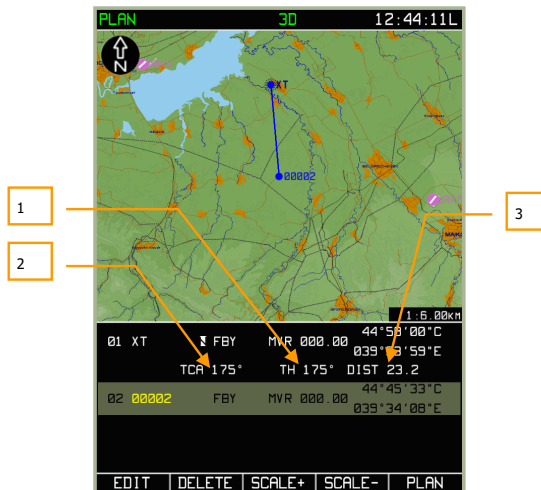 PLAN 3D 12:44:11L
N
XT
00002
1
2
3
MAK
1:6.00KM
44°58'00"C
01 XT FBY MVR 000.00
TCA 175° TH 175° DIST 23.2
44°45'33"C
02 00002 FBY MVR 000.00
039°34'08"E
EDIT DELETE SCALE+ SCALE- PLAN